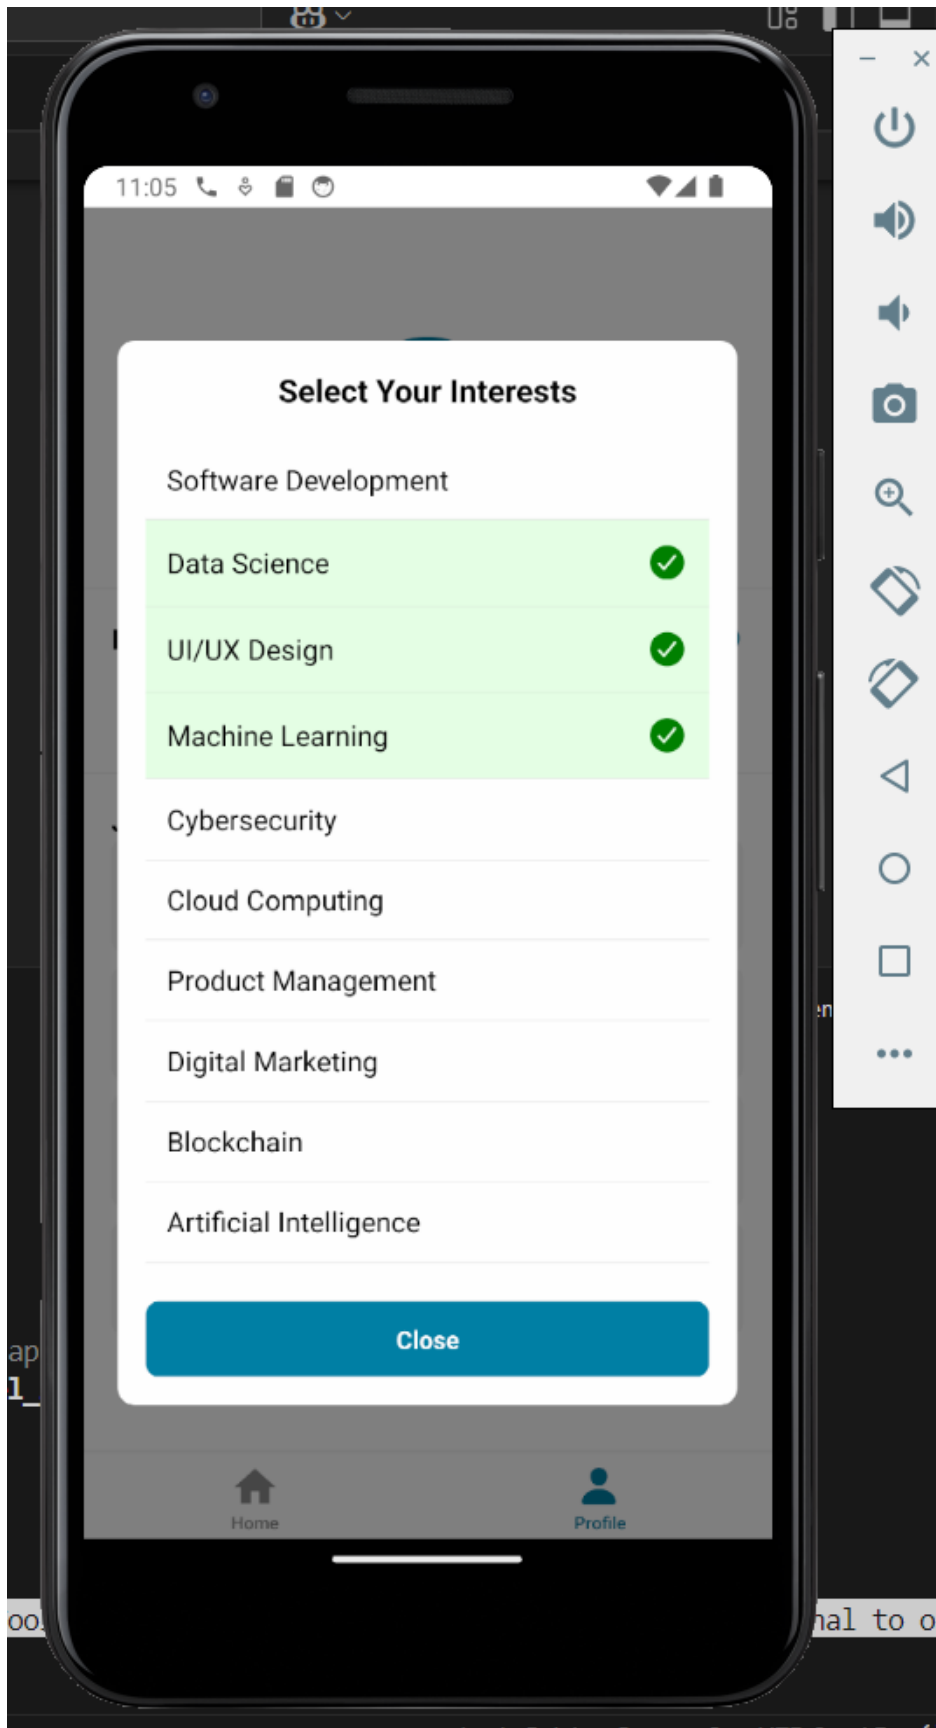 11:05
Select Your Interests
Software Development
Data Science
UI/UX Design
Machine Learning
Cybersecurity
Cloud Computing
Product Management
Digital Marketing
Blockchain
Artificial Intelligence
Close
Home
Profile
ap
l_
nal to o